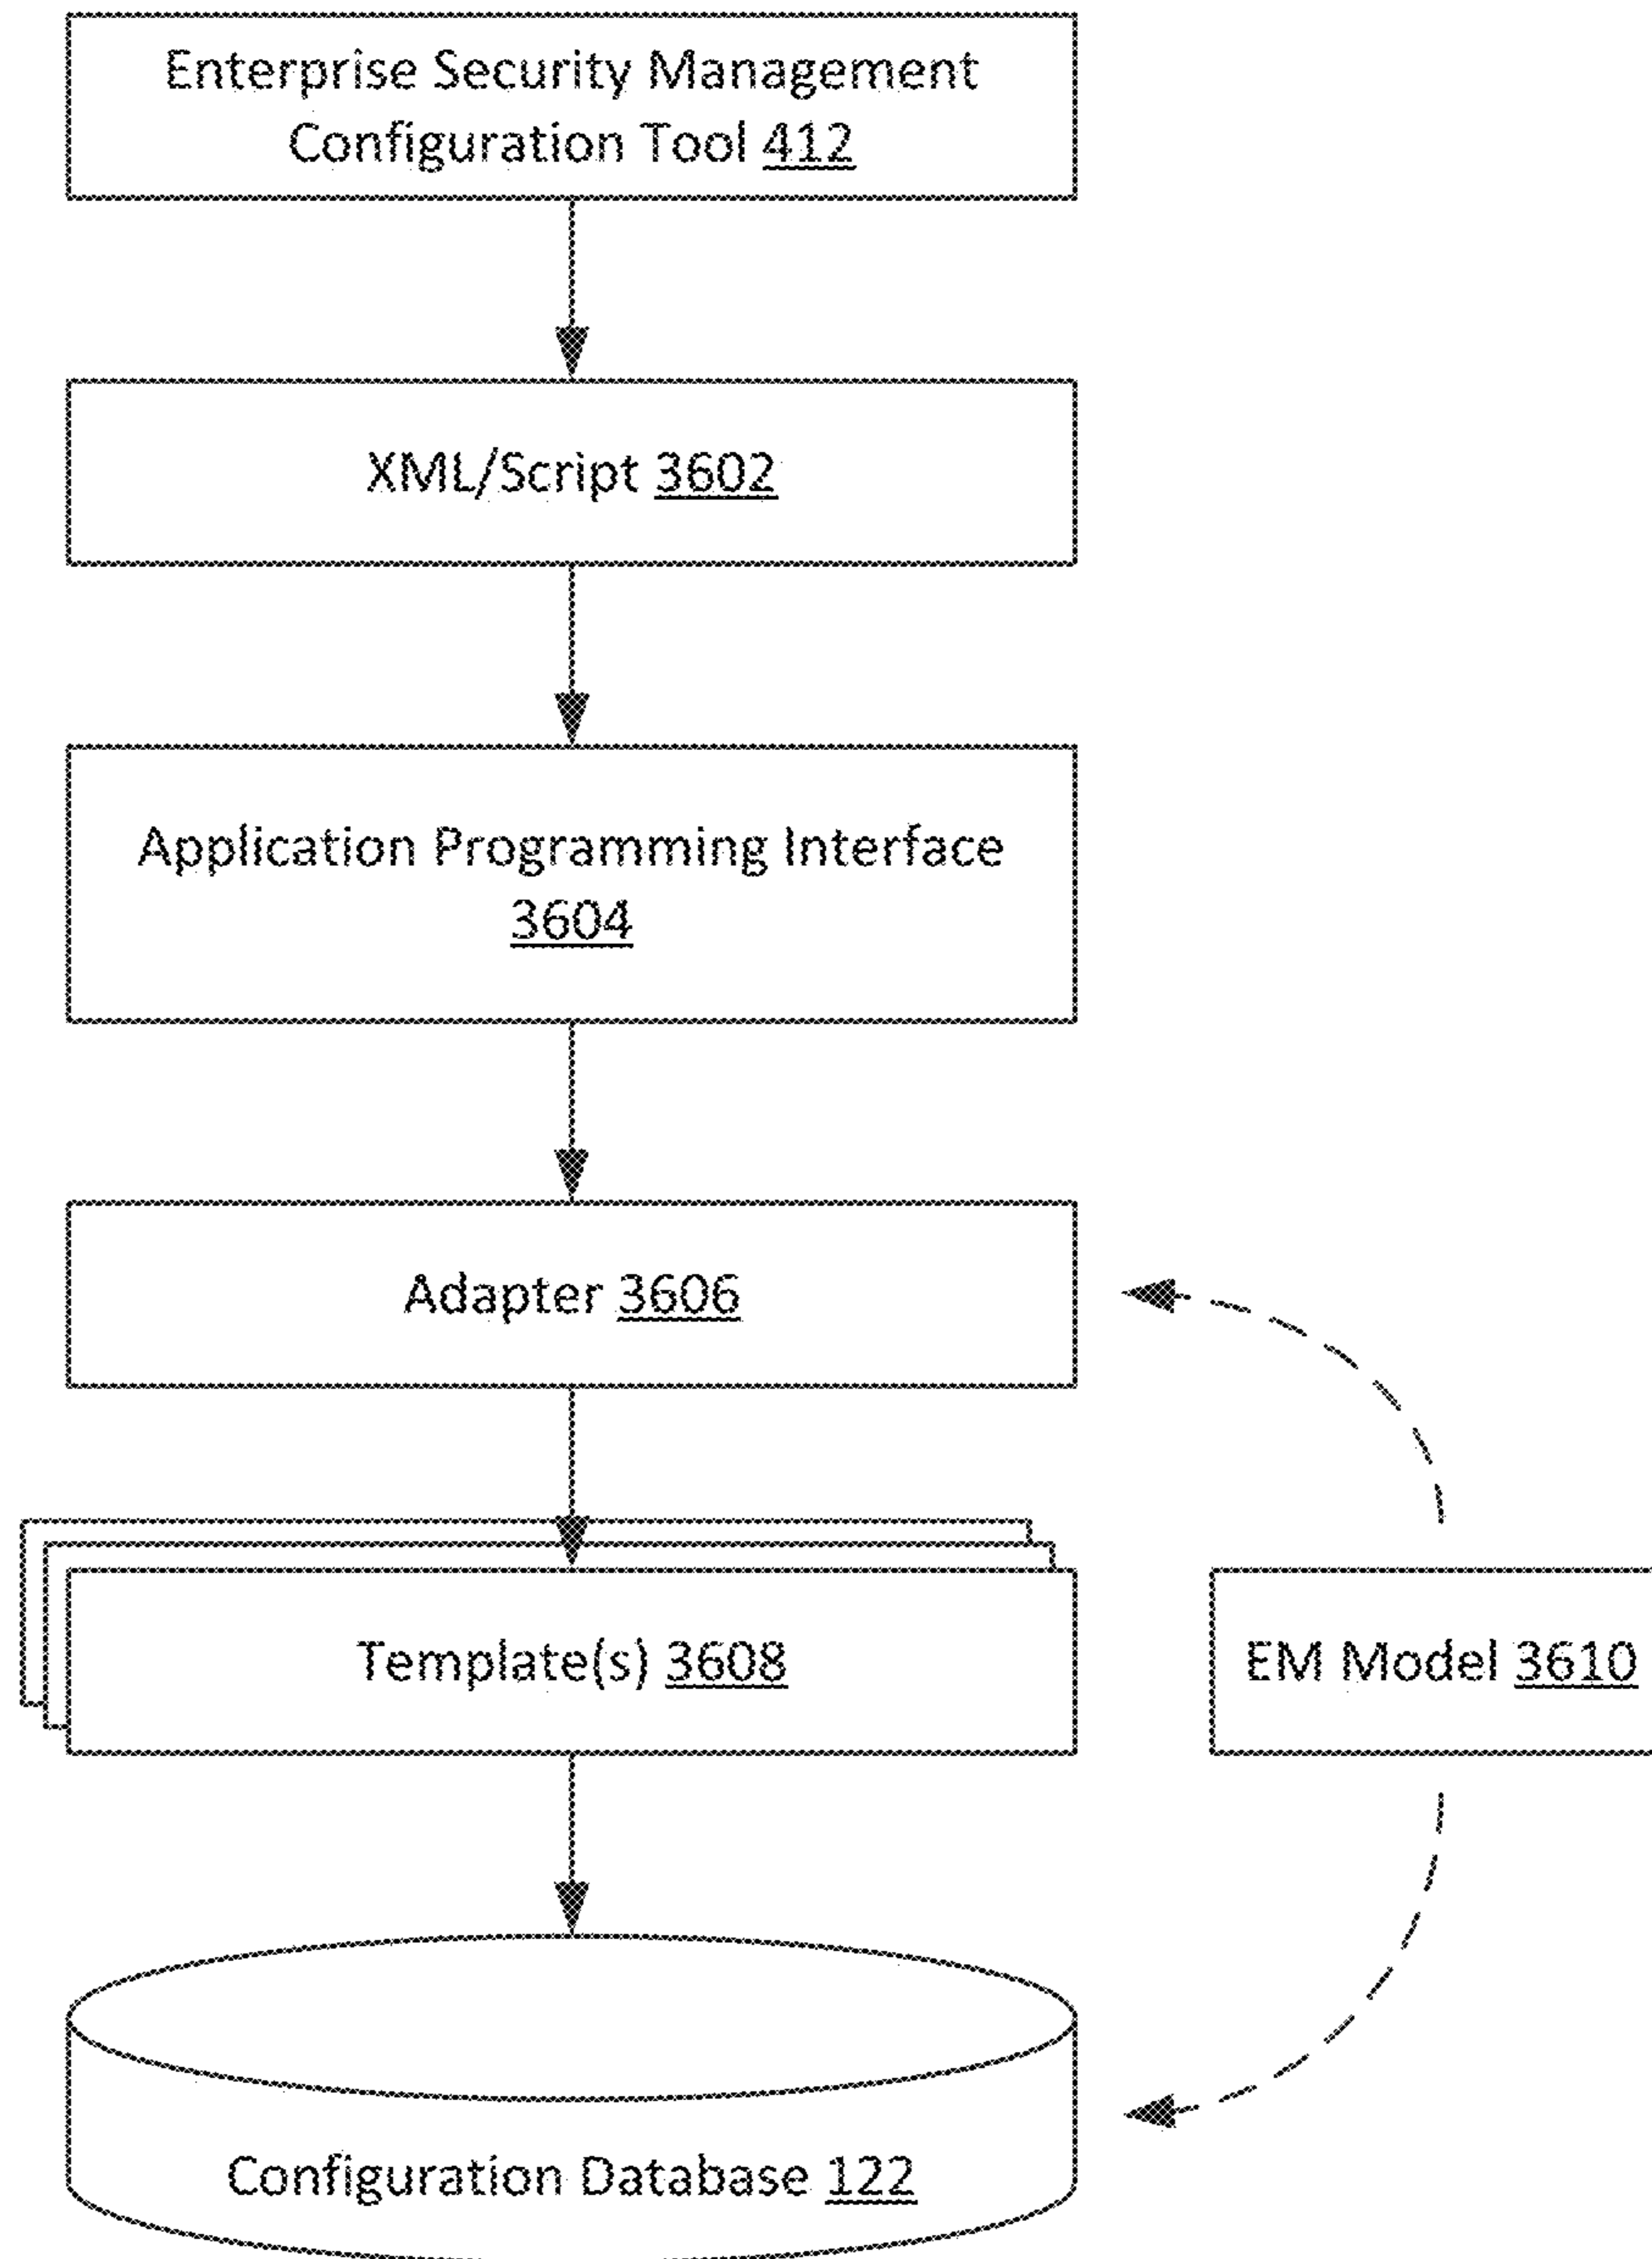 Enterprise Security Management
Configuration Tool 412
XML/Script 3602
Application Programming Interface
3604
Adapter 3606
Template(s) 3608
EM Model 3610
Configuration Database 122